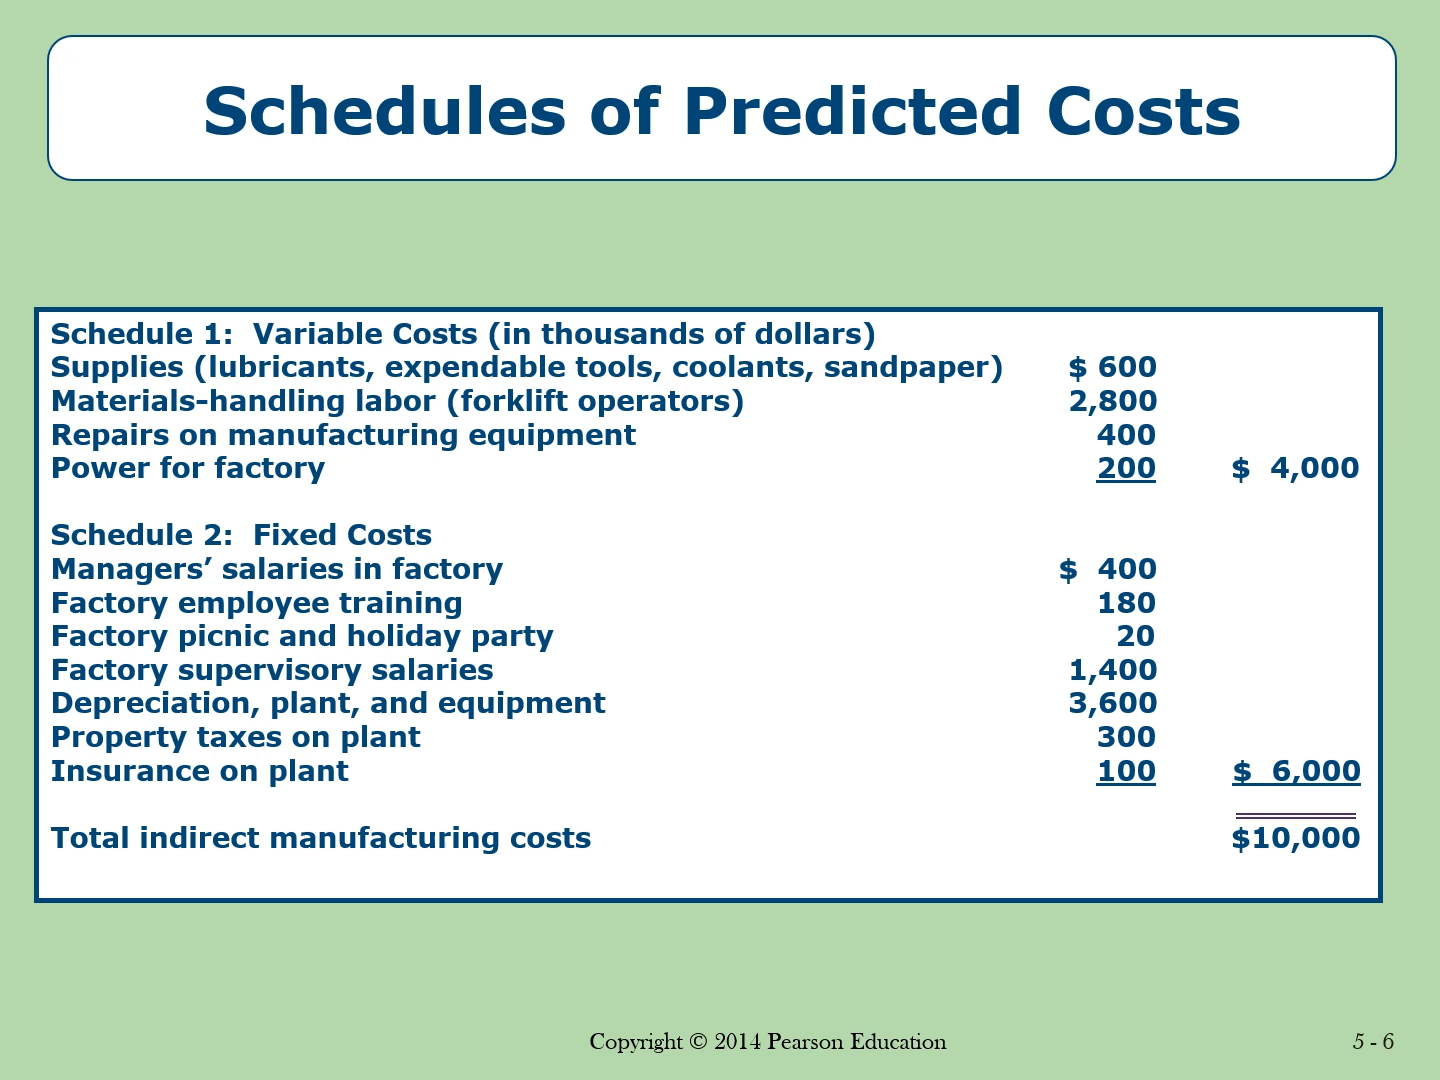 Schedules of Predicted Costs
Schedule 1:  Variable Costs (in thousands of dollars)
Supplies (lubricants, expendable tools, coolants, sandpaper) $ 600
Materials-handling labor (forklift operators) 2,800
Repairs on manufacturing equipment 400
Power for factory 200 $  4,000
Schedule 2:  Fixed Costs
Managers’ salaries in factory $  400
Factory employee training 180
Factory picnic and holiday party 20
Factory supervisory salaries 1,400
Depreciation, plant, and equipment 3,600
Property taxes on plant 300
Insurance on plant 100 $  6,000
Total indirect manufacturing costs $10,000
Copyright © 2014 Pearson Education 5 - 6